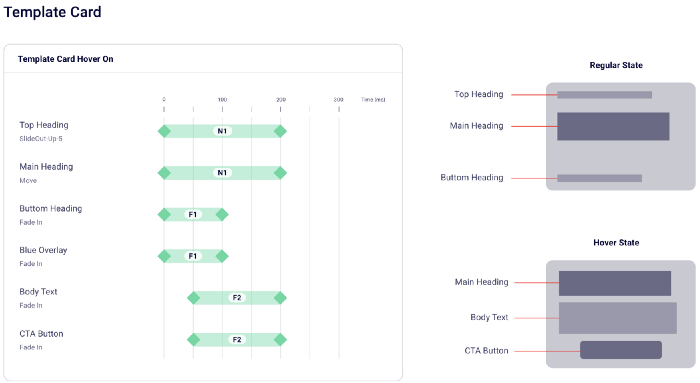 Template Card
Template Card Hover On
0 100 200 300 Time (ms)
Top Heading
SlideOut-Up-S
N1
Main Heading
Move
N1
Buttom Heading
Fade In
F1
Blue Overlay
Fade In
F1
Body Text
Fade In
F2
CTA Button
Fade In
F2
Regular State
Top Heading
Main Heading
Buttom Heading
Hover State
Main Heading
Body Text
CTA Button